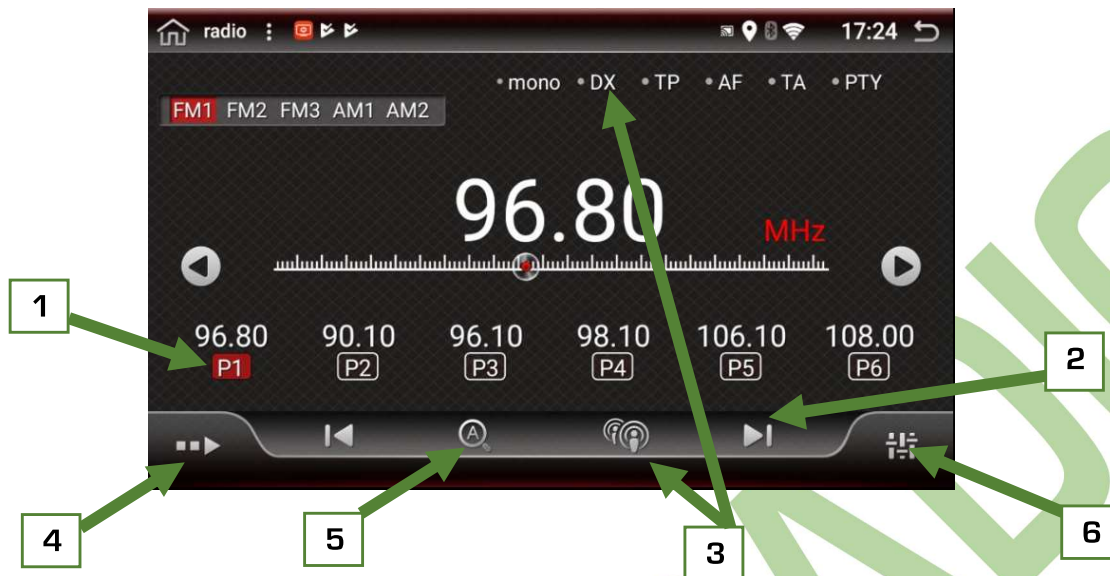 radio 17:24
mono DX TP AF TA PTY
FM1 FM2 FM3 AM1 AM2
96.80 MHz
1
96.80 90.10 96.10 98.10 106.10 108.00
P1 P2 P3 P4 P5 P6
2
A
4
5
3
6